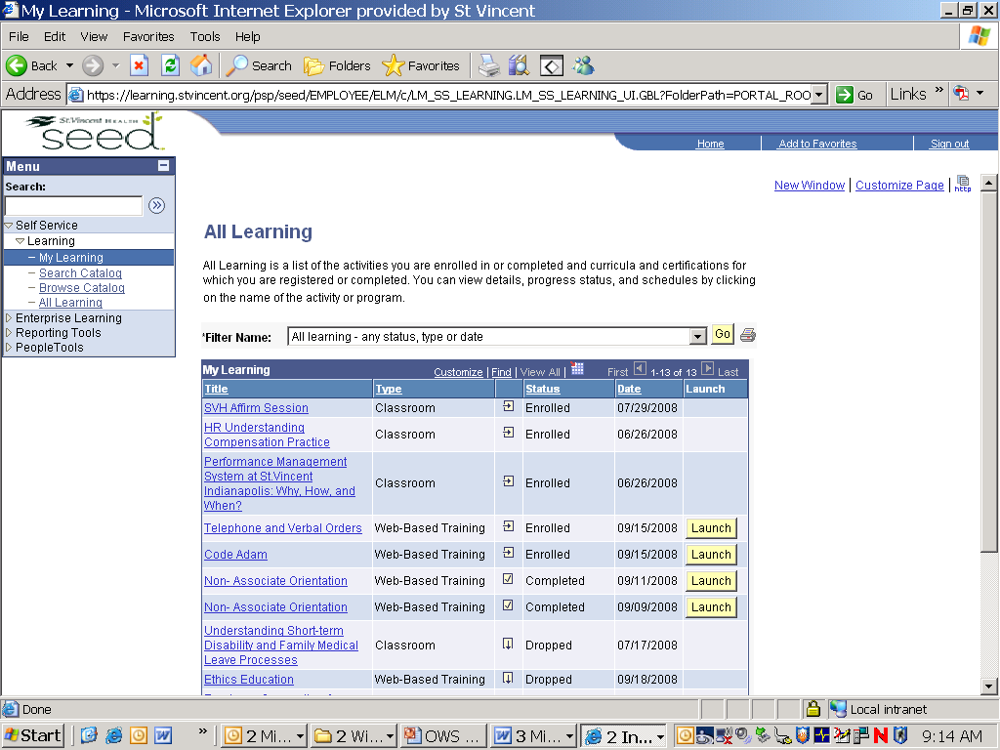 My Learning - Microsoft Internet Explorer provided by St Vincent
File Edit View Favorites Tools Help
Back Search Folders Favorites
Address https://learning.stvincent.org/psp/seed/EMPLOYEE/ELM/c/LM_SS_LEARNING.LM_SS_LEARNING_UI.GBL?FolderPath=PORTAL_ROO Go Links »
St.Vincent HEALTH
seed
Home Add to Favorites Sign out
Menu
Search:
New Window | Customize Page | http
Self Service
Learning
– My Learning
– Search Catalog
– Browse Catalog
– All Learning
Enterprise Learning
Reporting Tools
PeopleTools
All Learning
All Learning is a list of the activities you are enrolled in or completed and curricula and certifications for
which you are registered or completed. You can view details, progress status, and schedules by clicking
on the name of the activity or program.
*Filter Name: All learning - any status, type or date Go
My Learning Customize | Find | View All | First 1-13 of 13 Last
Title Type Status Date Launch
SVH Affirm Session Classroom Enrolled 07/29/2008
HR Understanding
Compensation Practice Classroom Enrolled 06/26/2008
Performance Management
System at St.Vincent
Indianapolis: Why, How, and
When? Classroom Enrolled 06/26/2008
Telephone and Verbal Orders Web-Based Training Enrolled 09/15/2008 Launch
Code Adam Web-Based Training Enrolled 09/15/2008 Launch
Non- Associate Orientation Web-Based Training Completed 09/11/2008 Launch
Non- Associate Orientation Web-Based Training Completed 09/09/2008 Launch
Understanding Short-term
Disability and Family Medical
Leave Processes Classroom Dropped 07/17/2008
Ethics Education Web-Based Training Dropped 09/18/2008
Done Local intranet
Start » 2 Mi... 2 Wi... OWS ... 3 Mi... 2 In... 9:14 AM